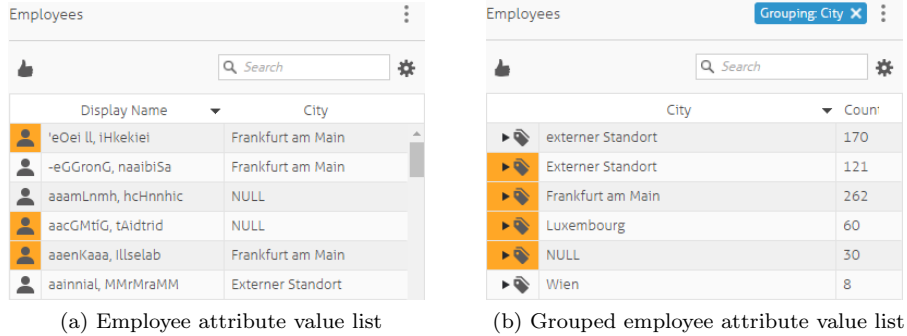 Employees
Search
Display Name City
'eOei ll, iHkekiei Frankfurt am Main
-eGGronG, naaibiSa Frankfurt am Main
aaamLnmh, hcHnnhic NULL
aacGMtfG, tAidtrid NULL
aaenKaaa, Illselab Frankfurt am Main
aainnial, MMrMraMM Externer Standort
(a) Employee attribute value list
Employees Grouping: City X
Search
City Coun
externer Standort 170
Externer Standort 121
Frankfurt am Main 262
Luxembourg 60
NULL 30
Wien 8
(b) Grouped employee attribute value list